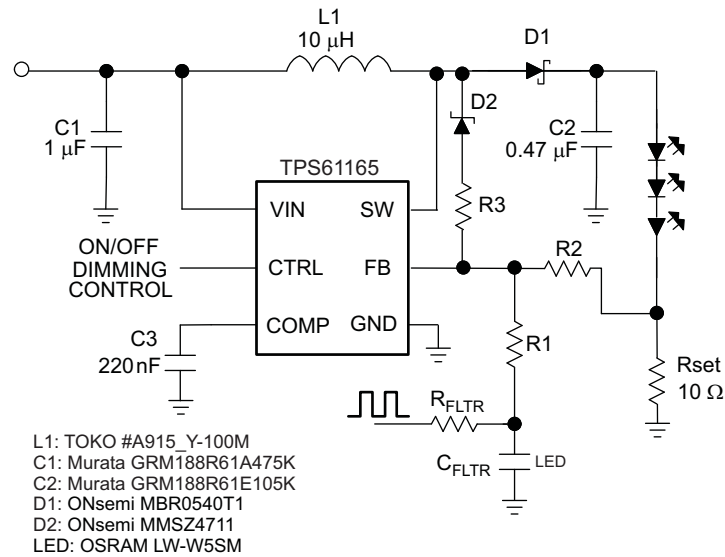 L1
10 μH
D1
D2
C1
1 μF
C2
0.47 μF
TPS61165
VIN
SW
R3
ON/OFF
DIMMING
CONTROL
CTRL
FB
R2
COMP
GND
C3
220nF
R1
Rset
10 Ω
RFLTR
CFLTR
LED
L1: TOKO #A915_Y-100M
C1: Murata GRM188R61A475K
C2: Murata GRM188R61E105K
D1: ONsemi MBR0540T1
D2: ONsemi MMSZ4711
LED: OSRAM LW-W5SM